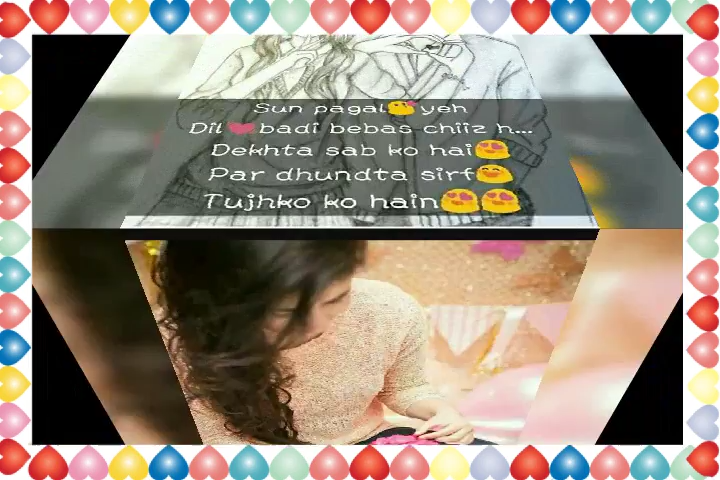 Sun pagal😘yeh
Dil❤badi bebas chiiz h...
Dekhta sab ko hai😍
Par dhundta sirf😊
Tujhko ko hain😍😍